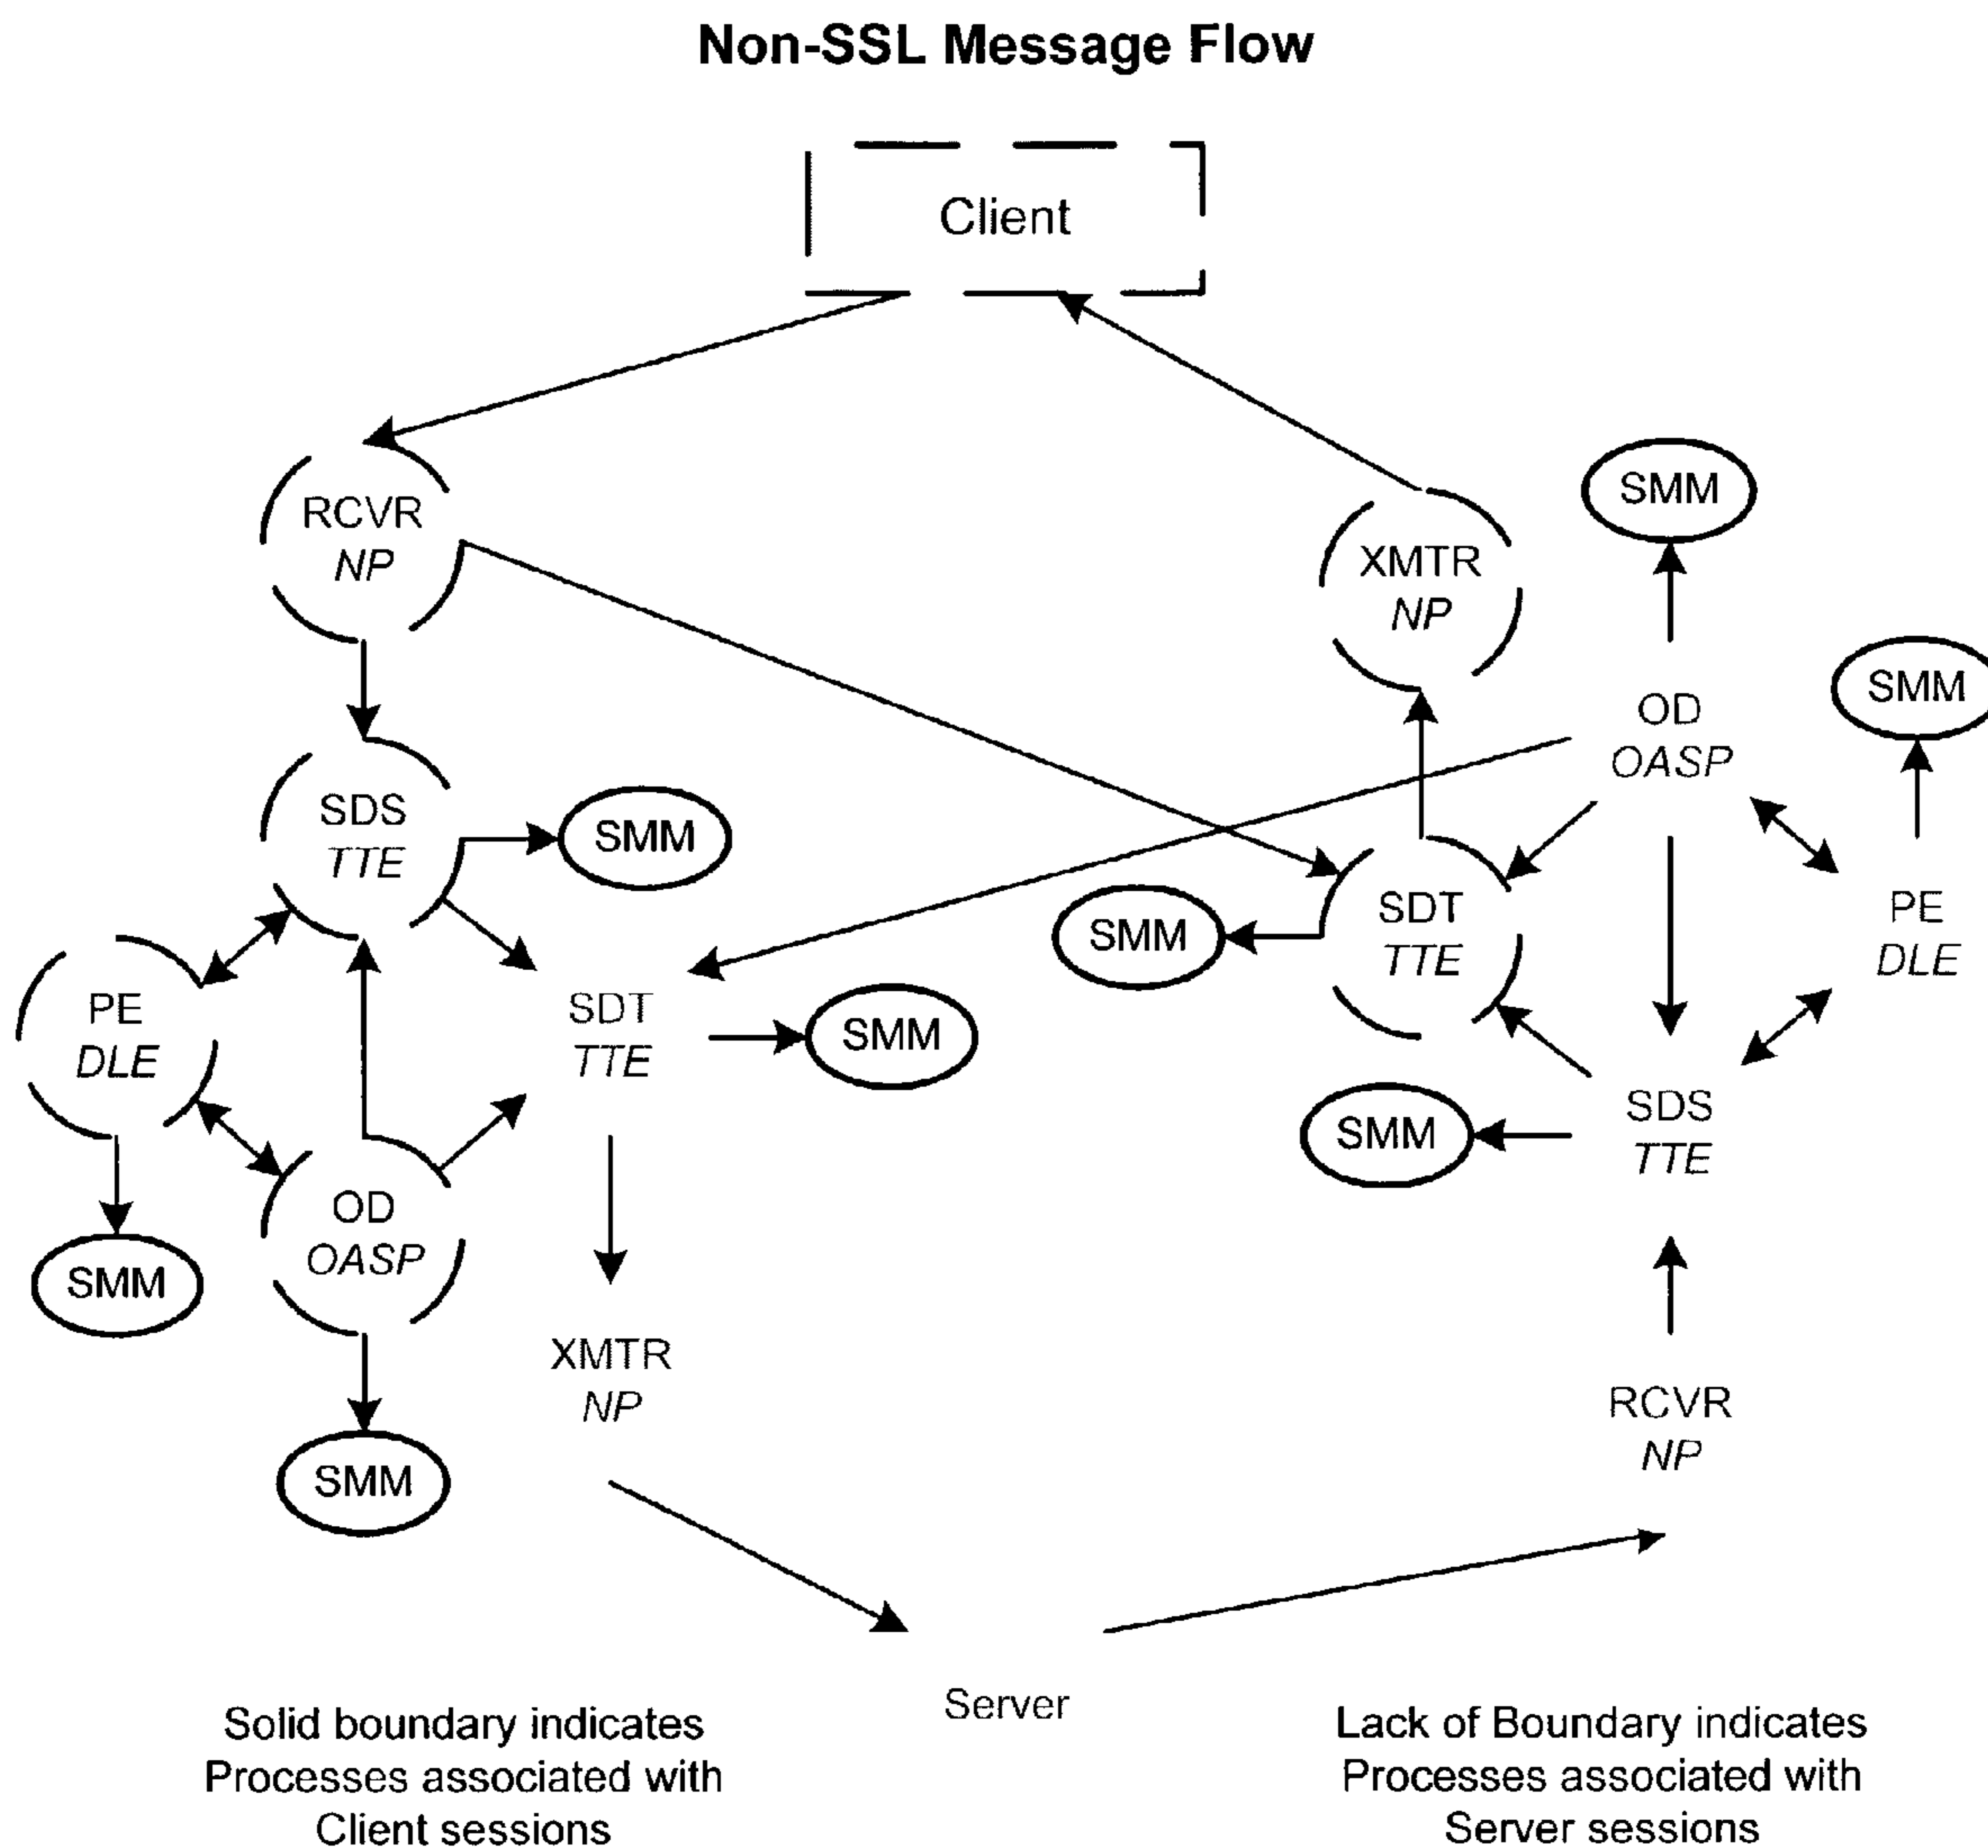 Non-SSL Message Flow
Client
RCVR
NP
XMTR
NP
SMM
SMM
OD
OASP
SDS
TTE
SMM
SDT
TTE
SMM
PE
DLE
PE
DLE
SDT
TTE
SMM
SMM
SDS
TTE
OD
OASP
SMM
XMTR
NP
RCVR
NP
SMM
Server
Solid boundary indicates
Processes associated with
Client sessions
Lack of Boundary indicates
Processes associated with
Server sessions